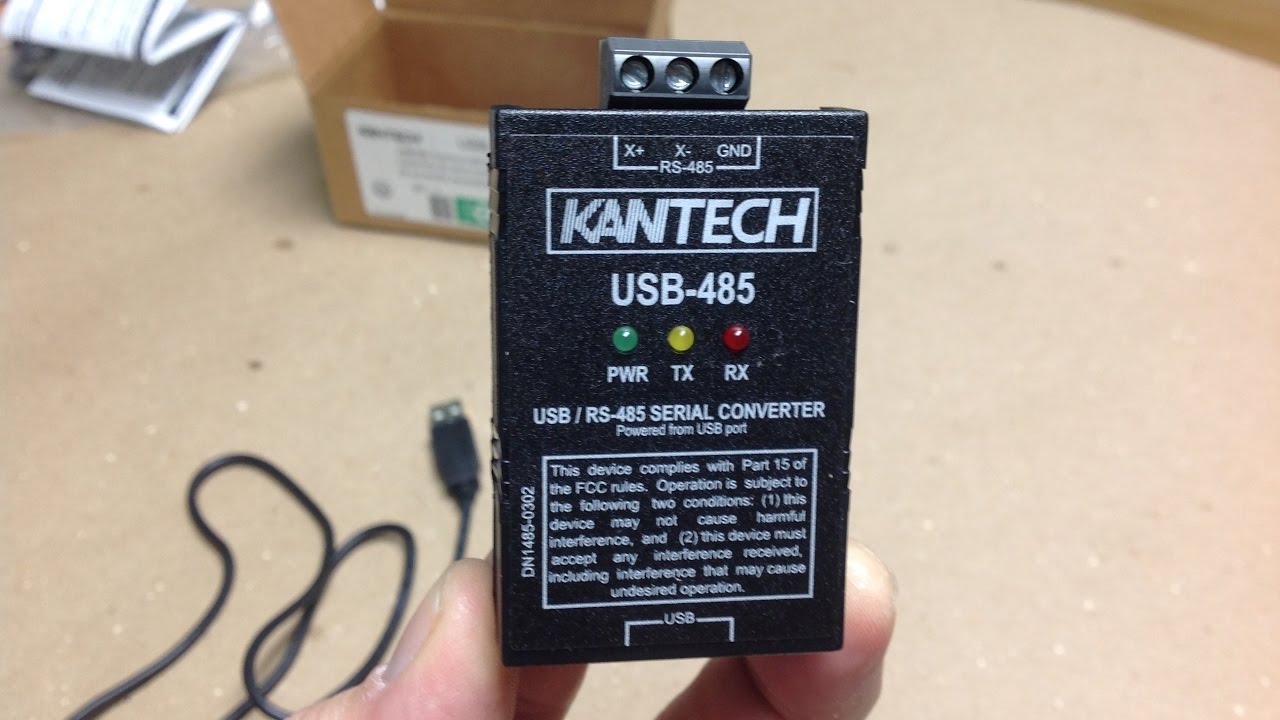 X+ X- GND
RS-485
KANTECH
USB-485
PWR TX RX
USB / RS-485 SERIAL CONVERTER
Powered from USB port
This device complies with Part 15 of
the FCC rules. Operation is subject to
the following two conditions: (1) this
device may not cause harmful
interference, and (2) this device must
accept any interference received,
including interference that may cause
undesired operation.
DN1485-0302
USB
KANTECH